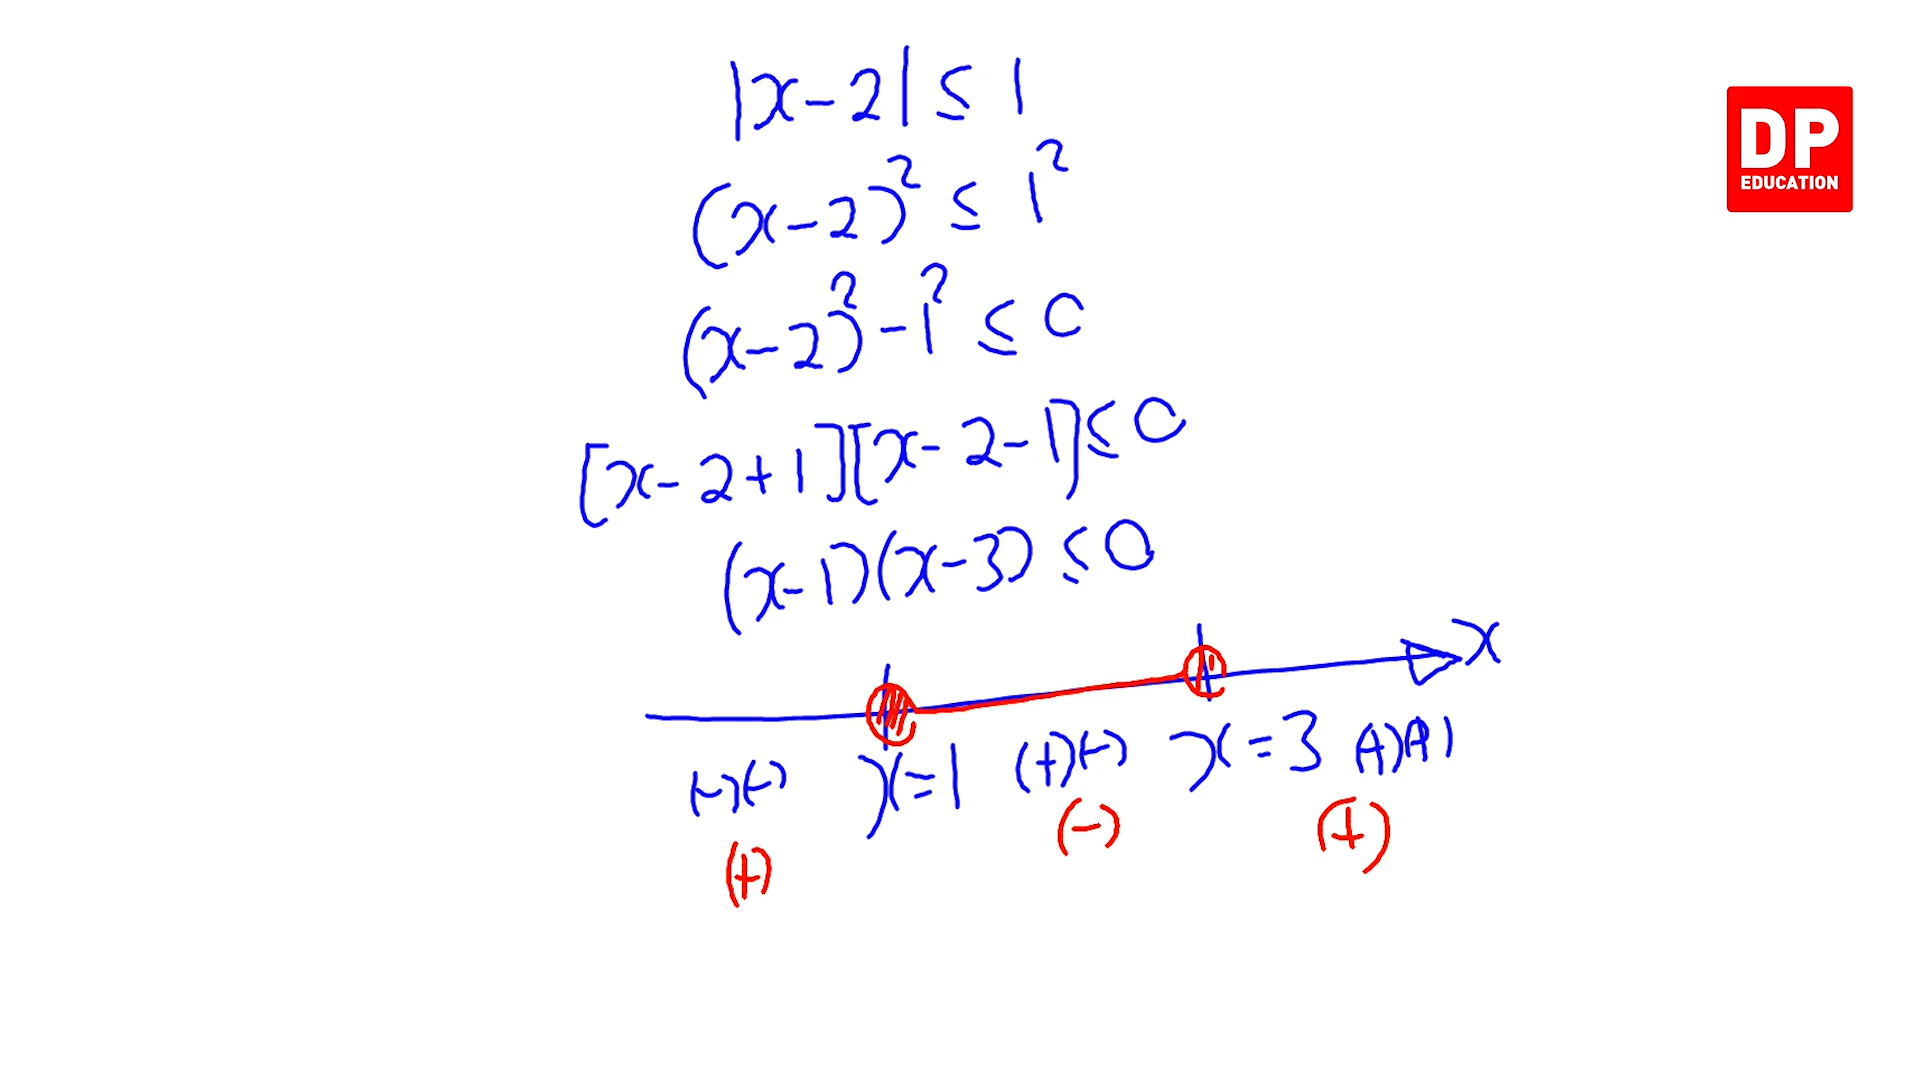 |x-2| ≤ 1
(x-2)² ≤ 1²
(x-2)² - 1² ≤ 0
[x-2+1][x-2-1] ≤ 0
(x-1)(x-3) ≤ 0
x
(-)(-) x=1 (+)(-) x=3 (+)(+)
(+) (-) (+)
DP
EDUCATION